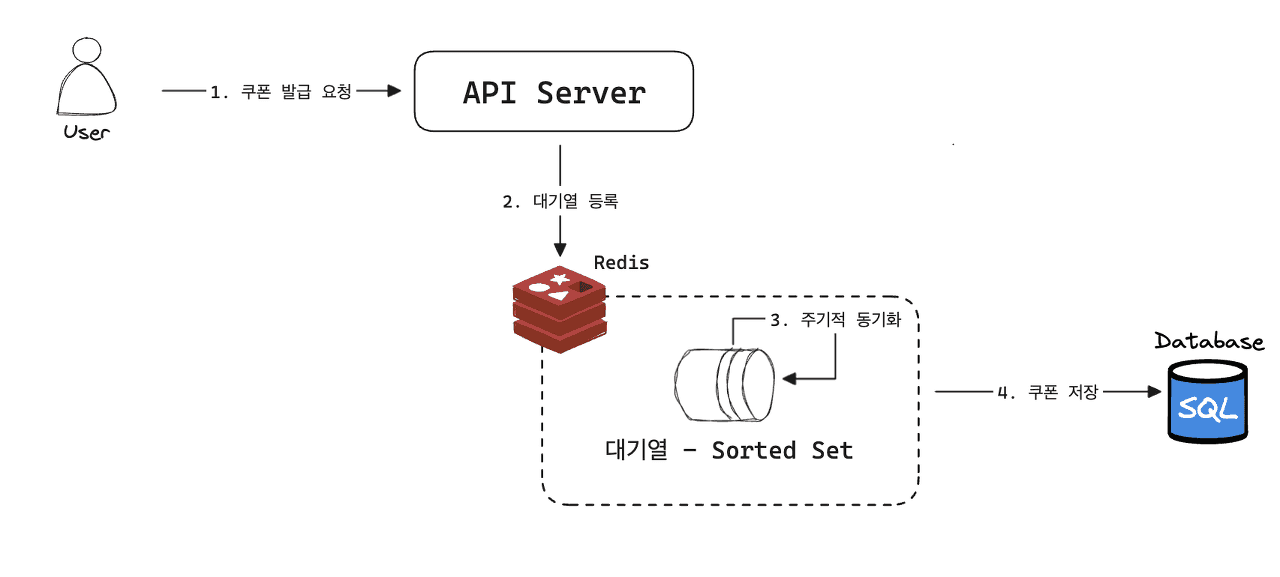 1. 쿠폰 발급 요청
API Server
User
2. 대기열 등록
Redis
3. 주기적 동기화
대기열 - Sorted Set
4. 쿠폰 저장
Database
SQL